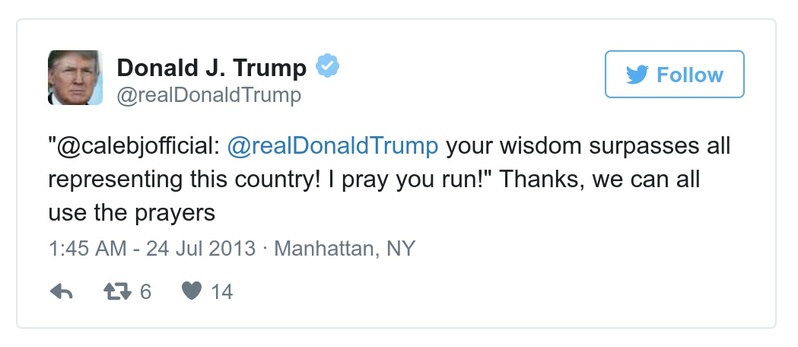 Donald J. Trump
@realDonaldTrump
Follow
"@calebjofficial: @realDonaldTrump your wisdom surpasses all
representing this country! I pray you run!" Thanks, we can all
use the prayers
1:45 AM - 24 Jul 2013 · Manhattan, NY
6 14